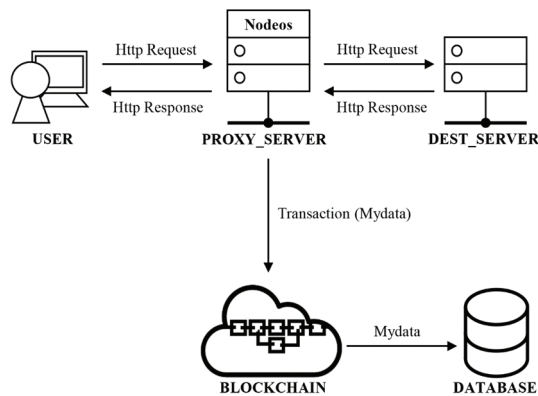 Nodeos
Http Request
Http Request
Http Response
Http Response
USER
PROXY_SERVER
DEST_SERVER
Transaction (Mydata)
Mydata
BLOCKCHAIN
DATABASE